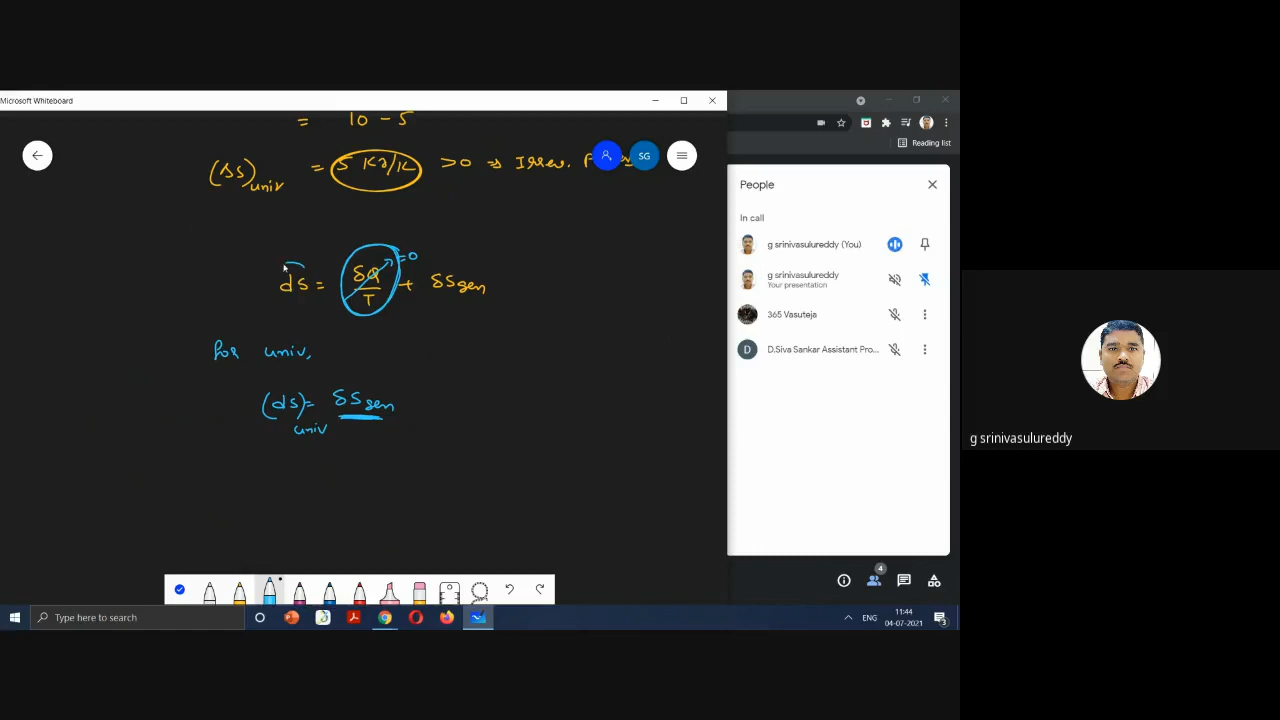 Microsoft Whiteboard
= 10 - 5
(ΔS)univ = 5 KJ/K >0 ⇒ Irrev.
SG
ds = δQ/T =0 + δSgen
for univ,
(ds)univ = δSgen
Reading list
People
In call
g srinivasulureddy (You)
g srinivasulureddy
Your presentation
365 Vasuteja
D D.Siva Sankar Assistant Pro...
4
g srinivasulureddy
Type here to search
ENG
11:44
04-07-2021
3